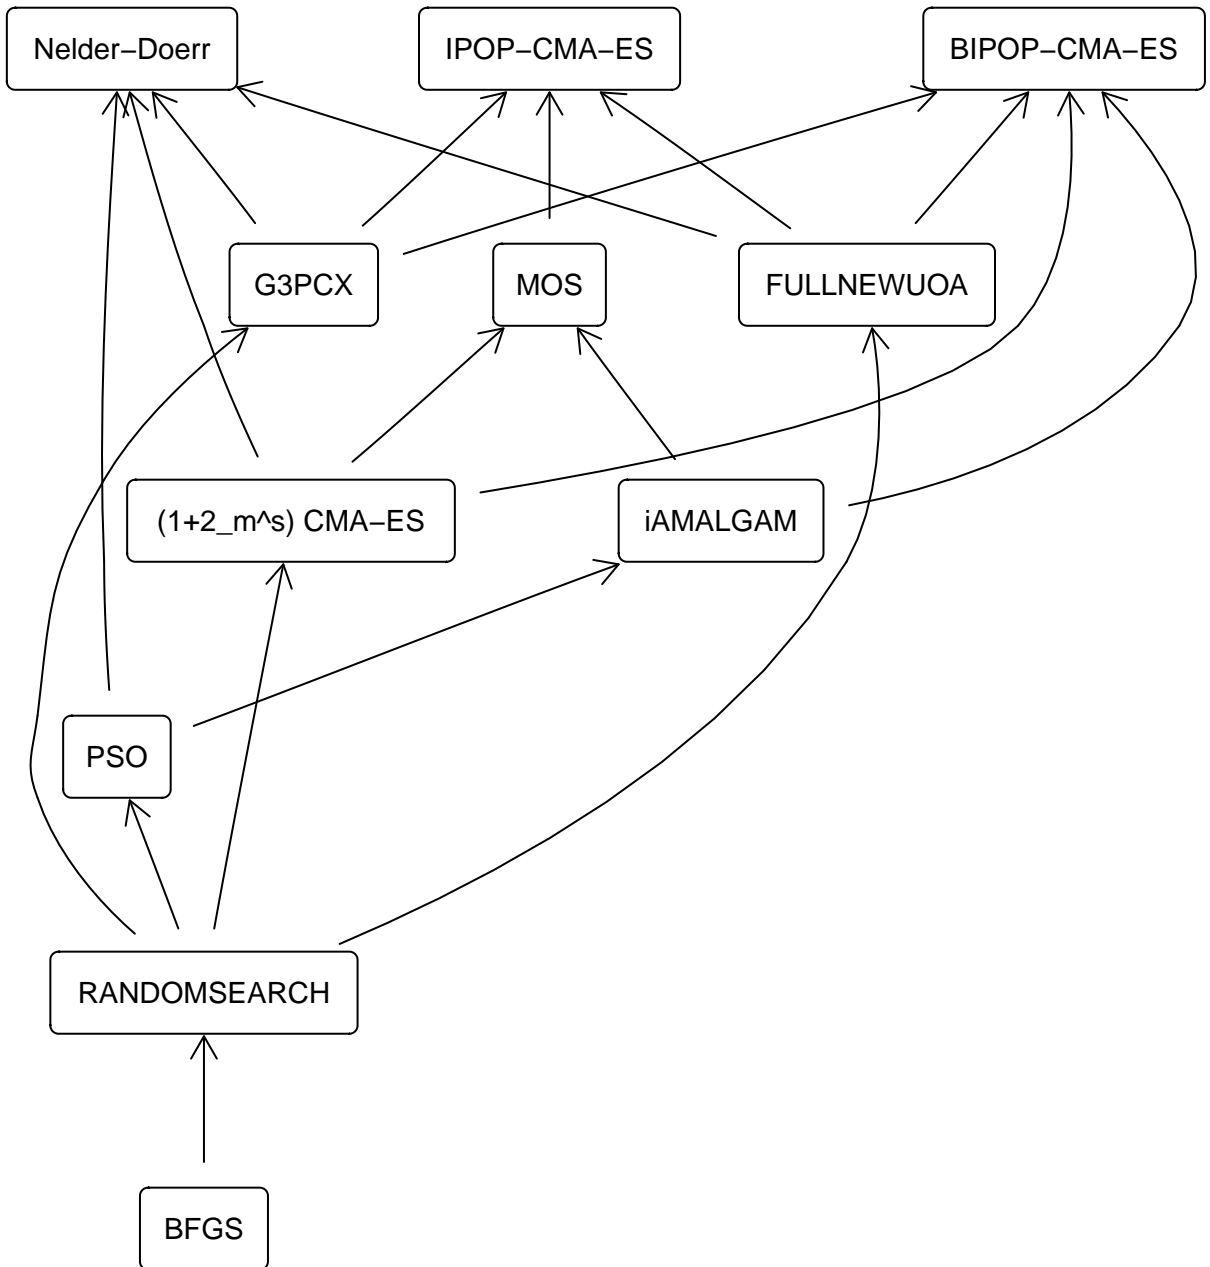 Nelder−Doerr
IPOP−CMA−ES
BIPOP−CMA−ES
G3PCX
MOS
FULLNEWUOA
(1+2_m^s) CMA−ES
iAMALGAM
PSO
RANDOMSEARCH
BFGS